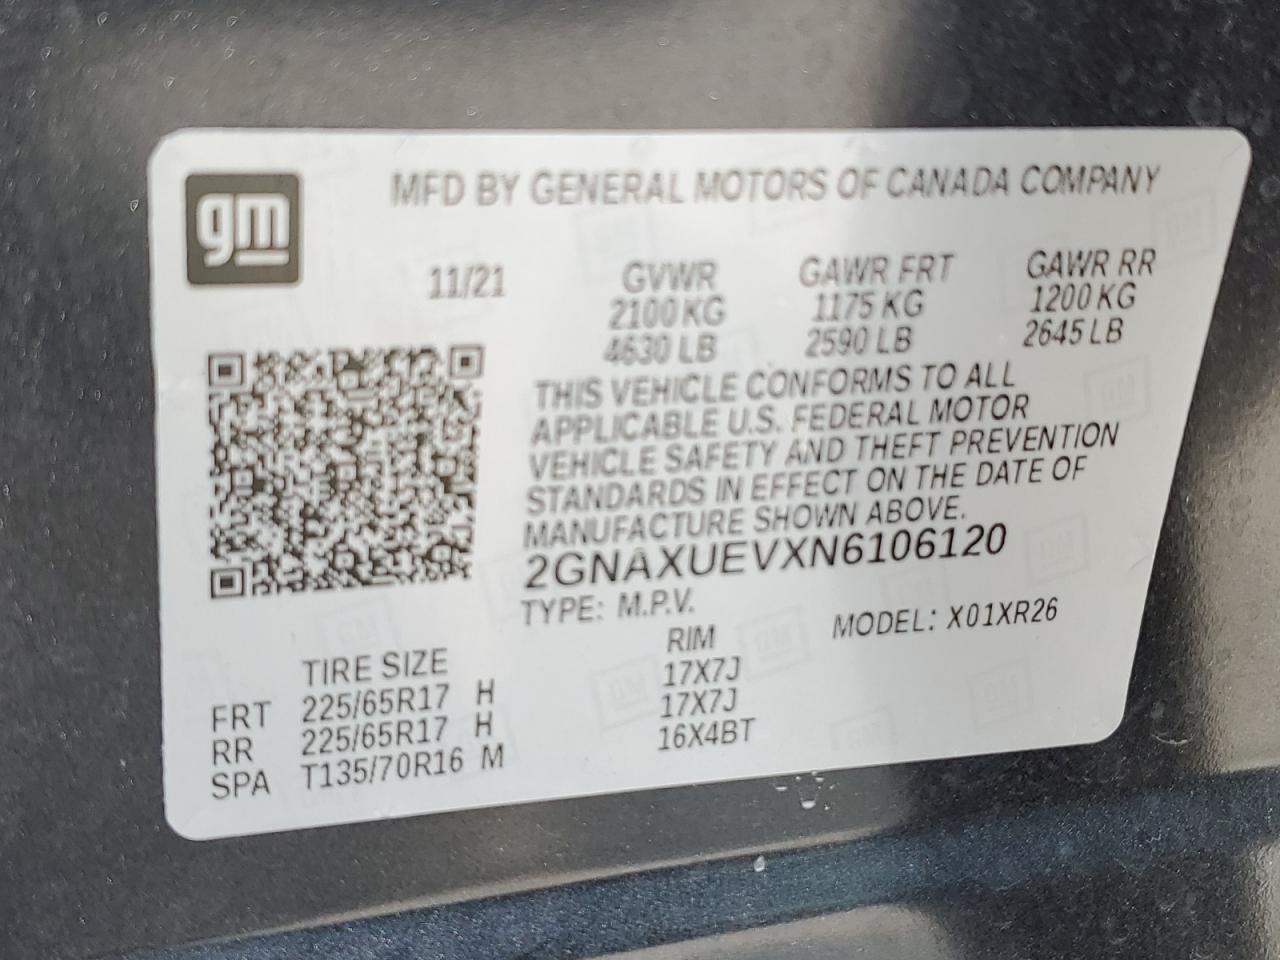 gm
MFD BY GENERAL MOTORS OF CANADA COMPANY
11/21 GVWR GAWR FRT GAWR RR
2100 KG 1175 KG 1200 KG
4630 LB 2590 LB 2645 LB
THIS VEHICLE CONFORMS TO ALL
APPLICABLE U.S. FEDERAL MOTOR
VEHICLE SAFETY AND THEFT PREVENTION
STANDARDS IN EFFECT ON THE DATE OF
MANUFACTURE SHOWN ABOVE.
2GNAXUEVXN6106120
TYPE: M.P.V. MODEL: X01XR26
TIRE SIZE RIM
FRT 225/65R17 H 17X7J
RR 225/65R17 H 17X7J
SPA T135/70R16 M 16X4BT